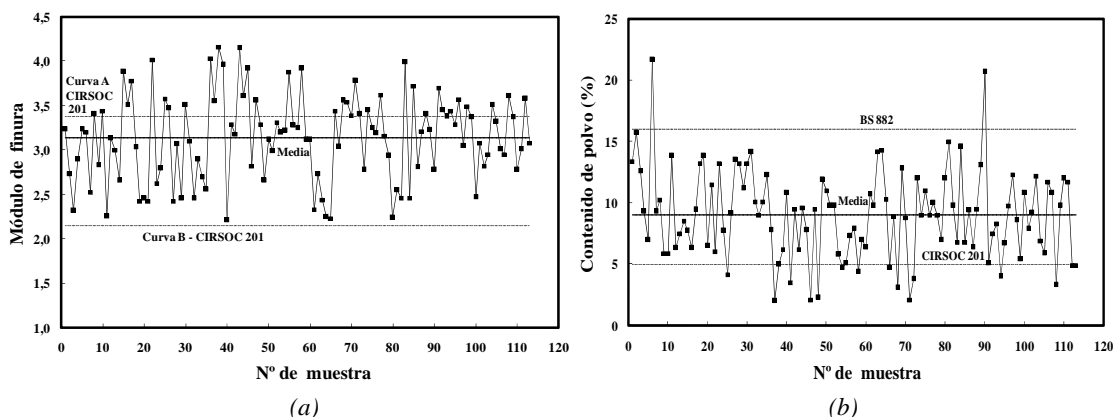 (a)
Módulo de finura
4,5
4,0
3,5
3,0
2,5
2,0
1,5
1,0
Curva A
CIRSOC
201
Media
Curva B - CIRSOC 201
0 10 20 30 40 50 60 70 80 90 100 110 120
Nº de muestra
(a)
(b)
Contenido de polvo (%)
25
20
15
10
5
0
BS 882
Media
CIRSOC 201
0 10 20 30 40 50 60 70 80 90 100 110 120
Nº de muestra
(b)